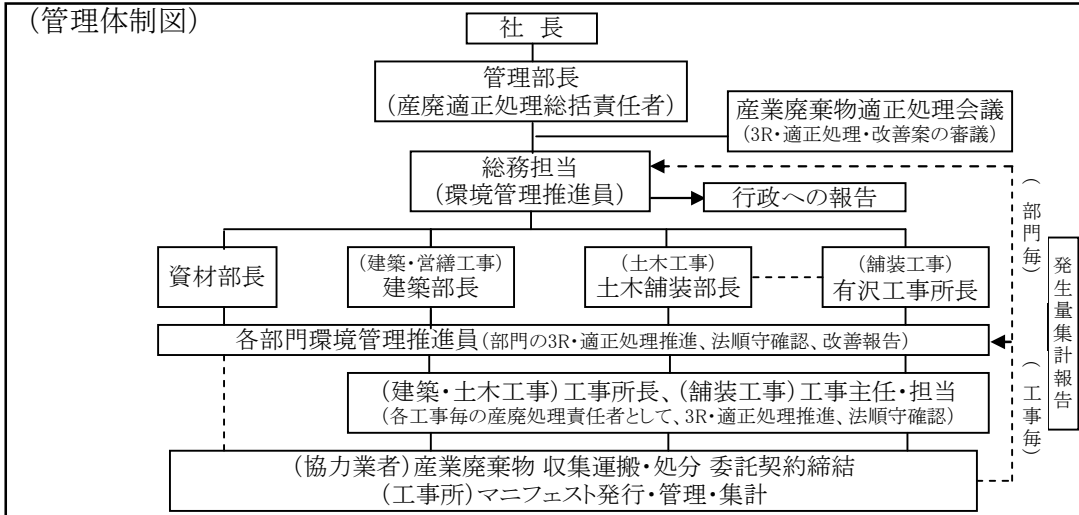 (管理体制図)
社 長
管理部長
(産廃適正処理総括責任者)
産業廃棄物適正処理会議
(3R・適正処理・改善案の審議)
総務担当
(環境管理推進員)
行政への報告
資材部長
(建築・営繕工事)
建築部長
(土木工事)
土木舗装部長
(舗装工事)
有沢工事所長
(部門毎)
発生量集計報告
各部門環境管理推進員(部門の3R・適正処理推進、法順守確認、改善報告)
(建築・土木工事)工事所長、(舗装工事)工事主任・担当
(各工事毎の産廃処理責任者として、3R・適正処理推進、法順守確認)
(工事毎)
(協力業者)産業廃棄物 収集運搬・処分 委託契約締結
(工事所)マニフェスト発行・管理・集計